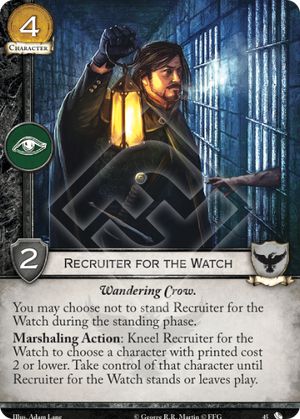 4
CHARACTER
2
RECRUITER FOR THE WATCH
Wandering Crow.
You may choose not to stand Recruiter for the
Watch during the standing phase.
Marshaling Action: Kneel Recruiter for the
Watch to choose a character with printed cost
2 or lower. Take control of that character until
Recruiter for the Watch stands or leaves play.
Illus. Adam Lane
© George R.R. Martin © FFG
45